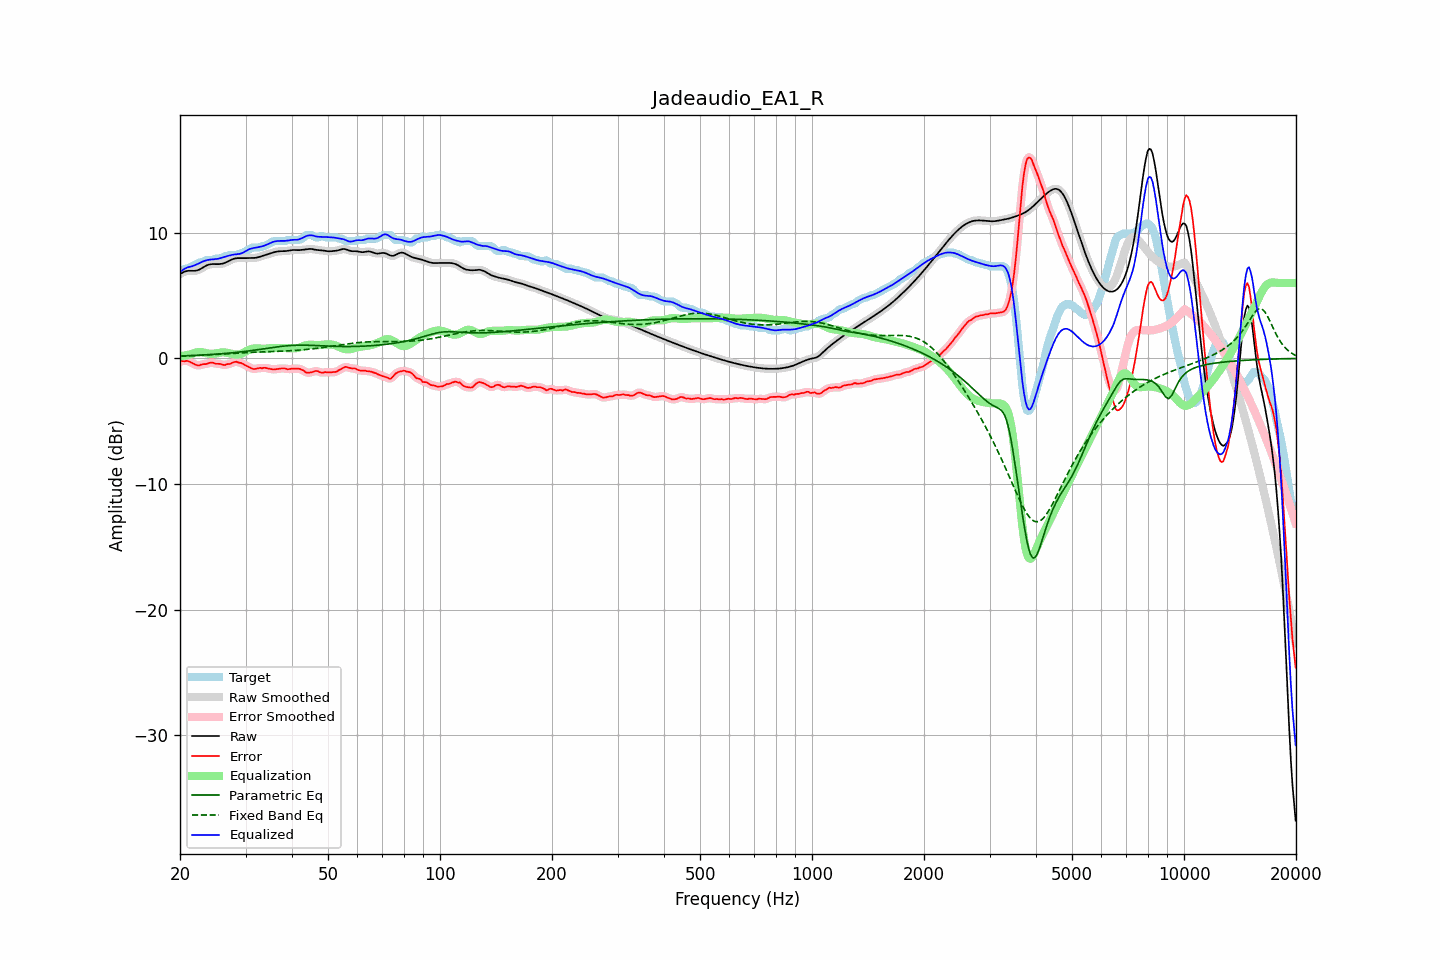 Jadeaudio_EA1_R
Amplitude (dBr)
10
0
−10
−20
−30
Target
Raw Smoothed
Error Smoothed
Raw
Error
Equalization
Parametric Eq
Fixed Band Eq
Equalized
20 50 100 200 500 1000 2000 5000 10000 20000
Frequency (Hz)